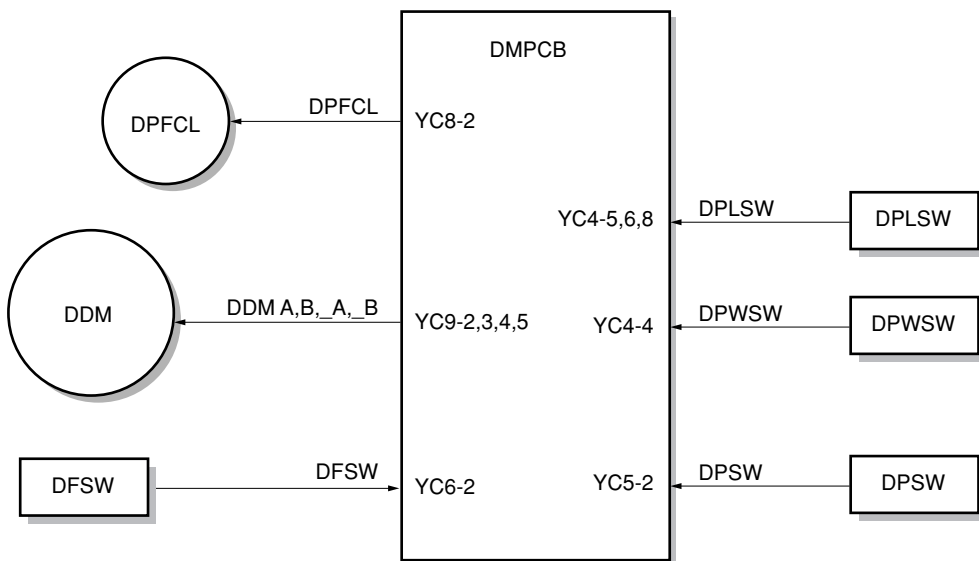 DMPCB
DPFCL
DPFCL
YC8-2
YC4-5,6,8
DPLSW
DPLSW
DDM
DDM A,B,_A,_B
YC9-2,3,4,5
YC4-4
DPWSW
DPWSW
DFSW
DFSW
YC6-2
YC5-2
DPSW
DPSW